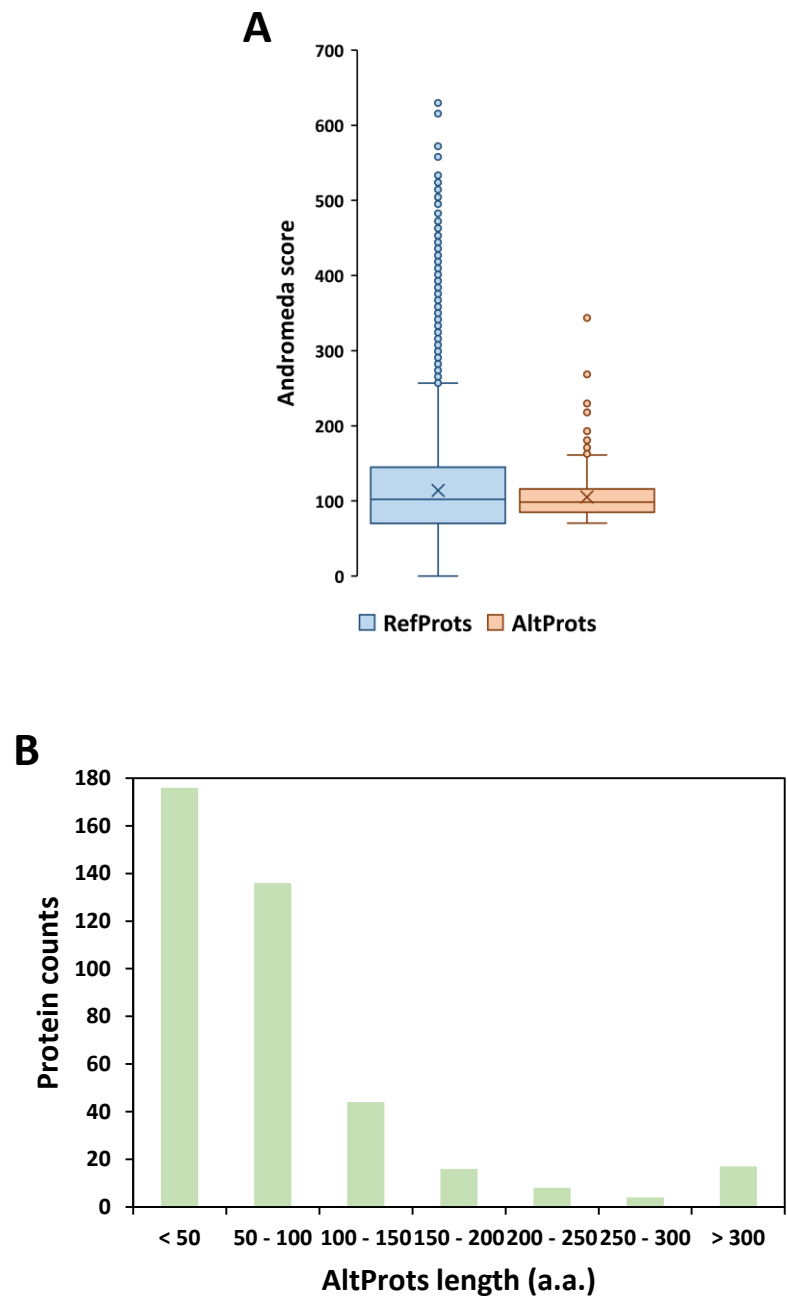 A
700
600
500
400
300
200
100
0
Andromeda score
RefProts AltProts
B
180
160
140
120
100
80
60
40
20
0
Protein counts
< 50 50 - 100 100 - 150 150 - 200 200 - 250 250 - 300 > 300
AltProts length (a.a.)